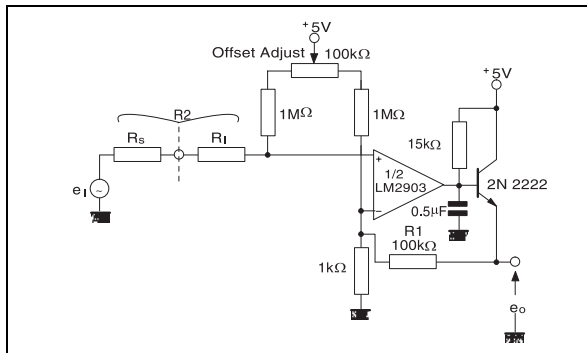 +5V
Offset Adjust
100kΩ
+5V
R2
1MΩ
1MΩ
Rs
Rl
15kΩ
+
1/2
LM2903
2N 2222
eI
0.5µF
−
R1
100kΩ
1kΩ
eo